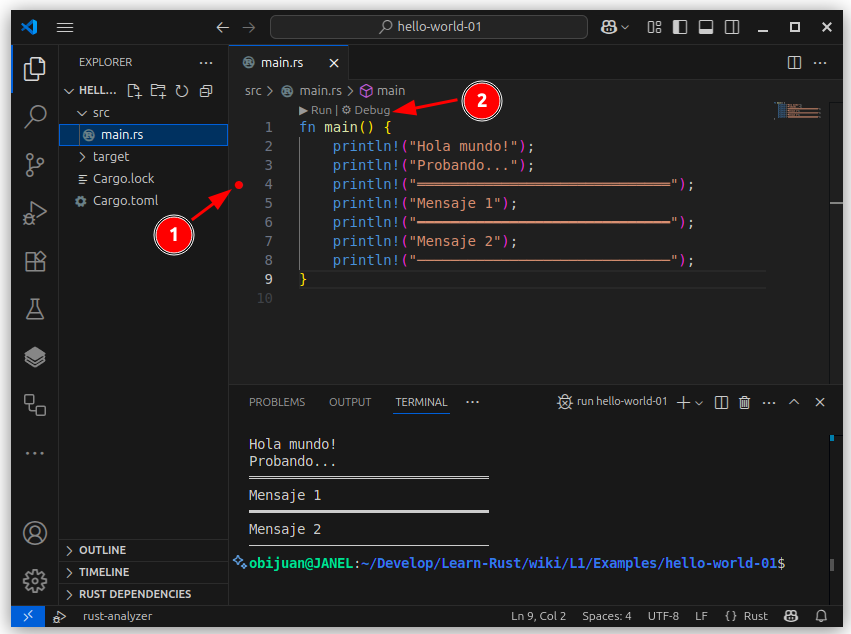 hello-world-01
EXPLORER
HELL...
src
main.rs
target
Cargo.lock
Cargo.toml
OUTLINE
TIMELINE
RUST DEPENDENCIES
1
main.rs
src > main.rs > main
Run | Debug
2
1 fn main() {
2 println!("Hola mundo!");
3 println!("Probando...");
4 println!("══════════════════════════════");
5 println!("Mensaje 1");
6 println!("━━━━━━━━━━━━━━━━━━━━━━━━━━━━━━");
7 println!("Mensaje 2");
8 println!("──────────────────────────────");
9 }
10
PROBLEMS OUTPUT TERMINAL ... run hello-world-01
Hola mundo!
Probando...
══════════════════════════════
Mensaje 1
━━━━━━━━━━━━━━━━━━━━━━━━━━━━━━
Mensaje 2
──────────────────────────────
obijuan@JANEL:~/Develop/Learn-Rust/wiki/L1/Examples/hello-world-01$
rust-analyzer Ln 9, Col 2 Spaces: 4 UTF-8 LF {} Rust